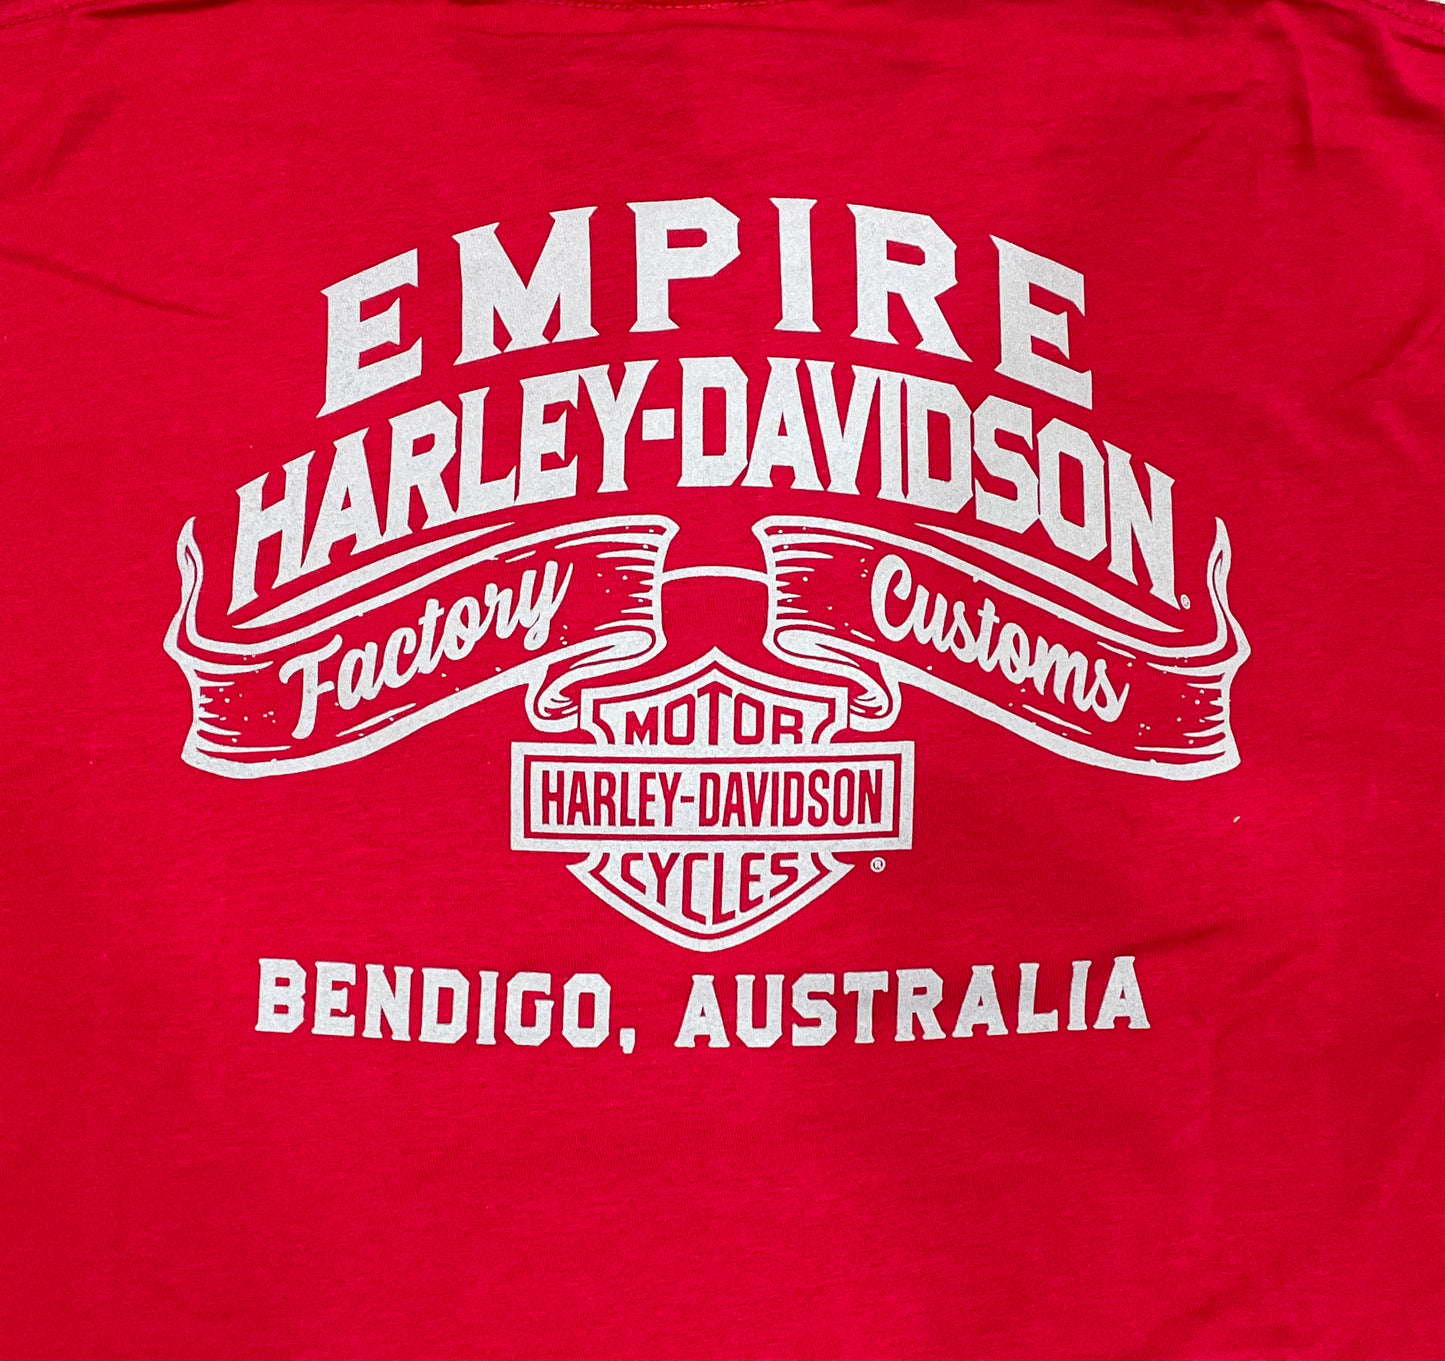 EMPIRE
HARLEY-DAVIDSON®
Factory Customs
MOTOR
HARLEY-DAVIDSON
CYCLES ®
BENDIGO, AUSTRALIA